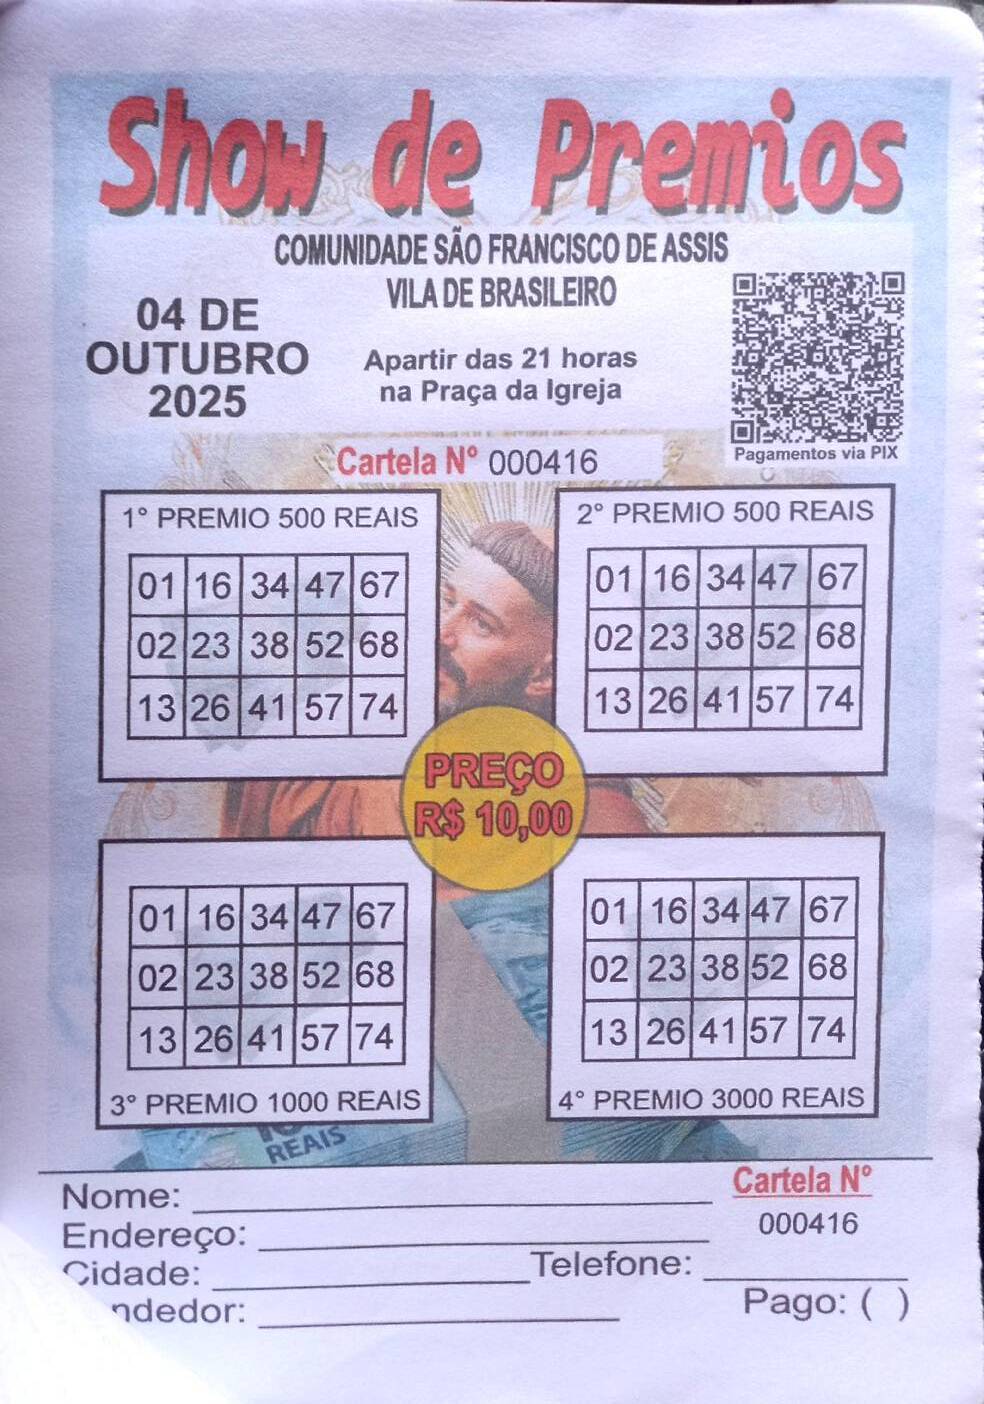 Show de Premios
COMUNIDADE SÃO FRANCISCO DE ASSIS
VILA DE BRASILEIRO
04 DE
OUTUBRO
2025
Apartir das 21 horas
na Praça da Igreja
Pagamentos via PIX
Cartela N° 000416
1° PREMIO 500 REAIS
01 16 34 47 67
02 23 38 52 68
13 26 41 57 74
2° PREMIO 500 REAIS
01 16 34 47 67
02 23 38 52 68
13 26 41 57 74
PREÇO
R$ 10,00
01 16 34 47 67
02 23 38 52 68
13 26 41 57 74
3° PREMIO 1000 REAIS
01 16 34 47 67
02 23 38 52 68
13 26 41 57 74
4° PREMIO 3000 REAIS
REAIS
Nome:
Endereço:
Cidade:
Telefone:
ndedor:
Cartela N°
000416
Pago: ( )